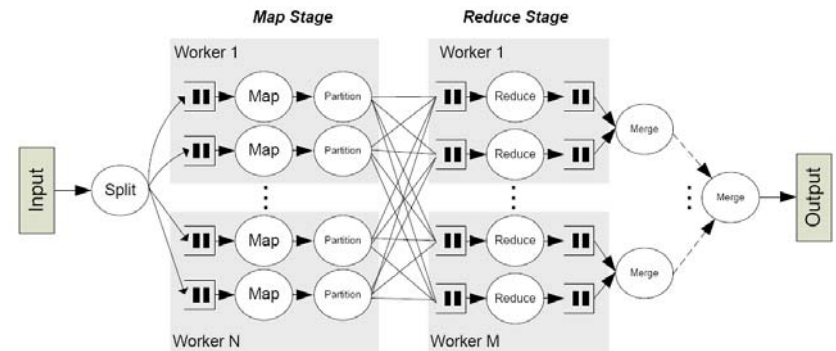 Map Stage
Reduce Stage
Worker 1
Worker 1
Map
Partition
Reduce
Map
Partition
Reduce
Merge
Input
Split
Merge
Output
Map
Partition
Reduce
Map
Partition
Reduce
Merge
Worker N
Worker M